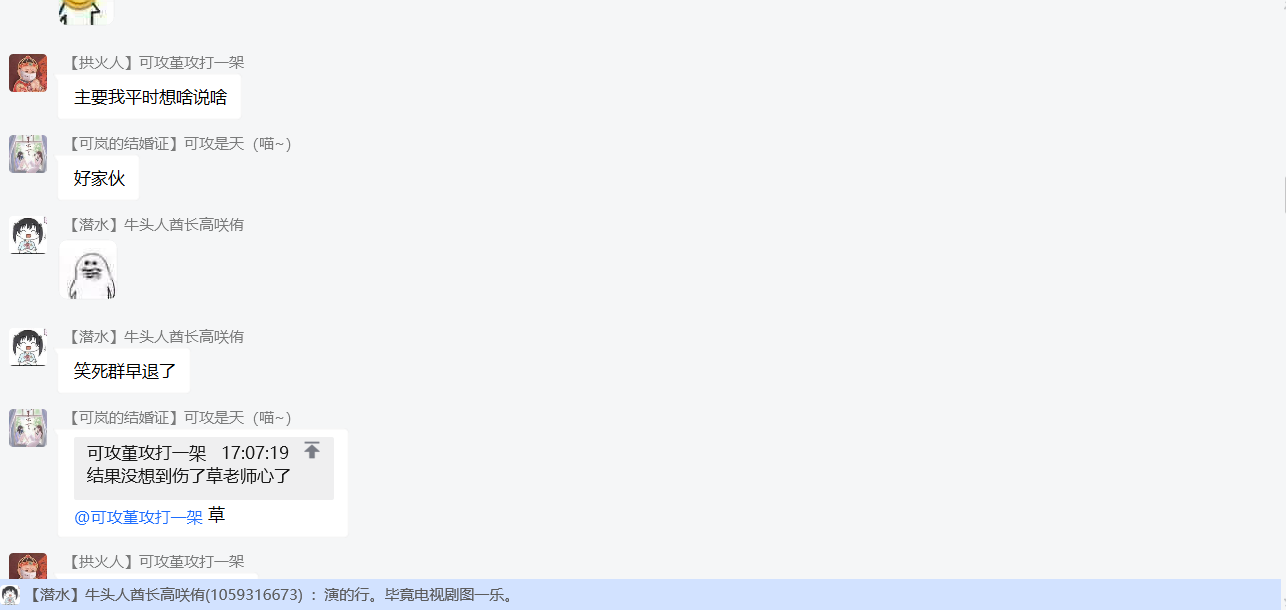 【拱火人】可攻堇攻打一架
主要我平时想啥说啥
【可岚的结婚证】可攻是天（喵~）
好家伙
【潜水】牛头人酋长高咲侑
【潜水】牛头人酋长高咲侑
笑死群早退了
【可岚的结婚证】可攻是天（喵~）
可攻堇攻打一架 17:07:19
结果没想到伤了草老师心了
@可攻堇攻打一架 草
【拱火人】可攻堇攻打一架
【潜水】牛头人酋长高咲侑(1059316673) ：演的行。毕竟电视剧图一乐。